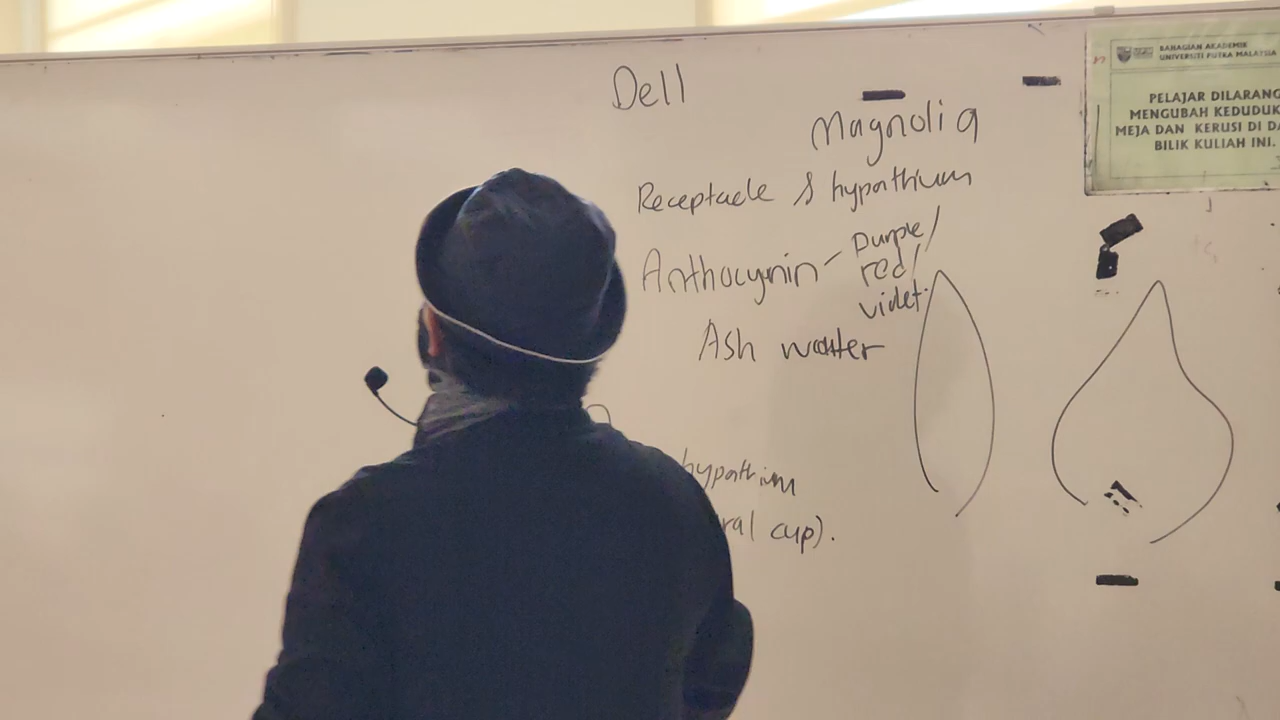 Dell
Magnolia
Receptacle & hypathium
Anthocynin - Purple/
red/
violet.
Ash water
hypathium
ral cup).
BAHAGIAN AKADEMIK
UNIVERSITI PUTRA MALAYSIA
PELAJAR DILARANG
MENGUBAH KEDUDUK
MEJA DAN KERUSI DI DA
BILIK KULIAH INI.